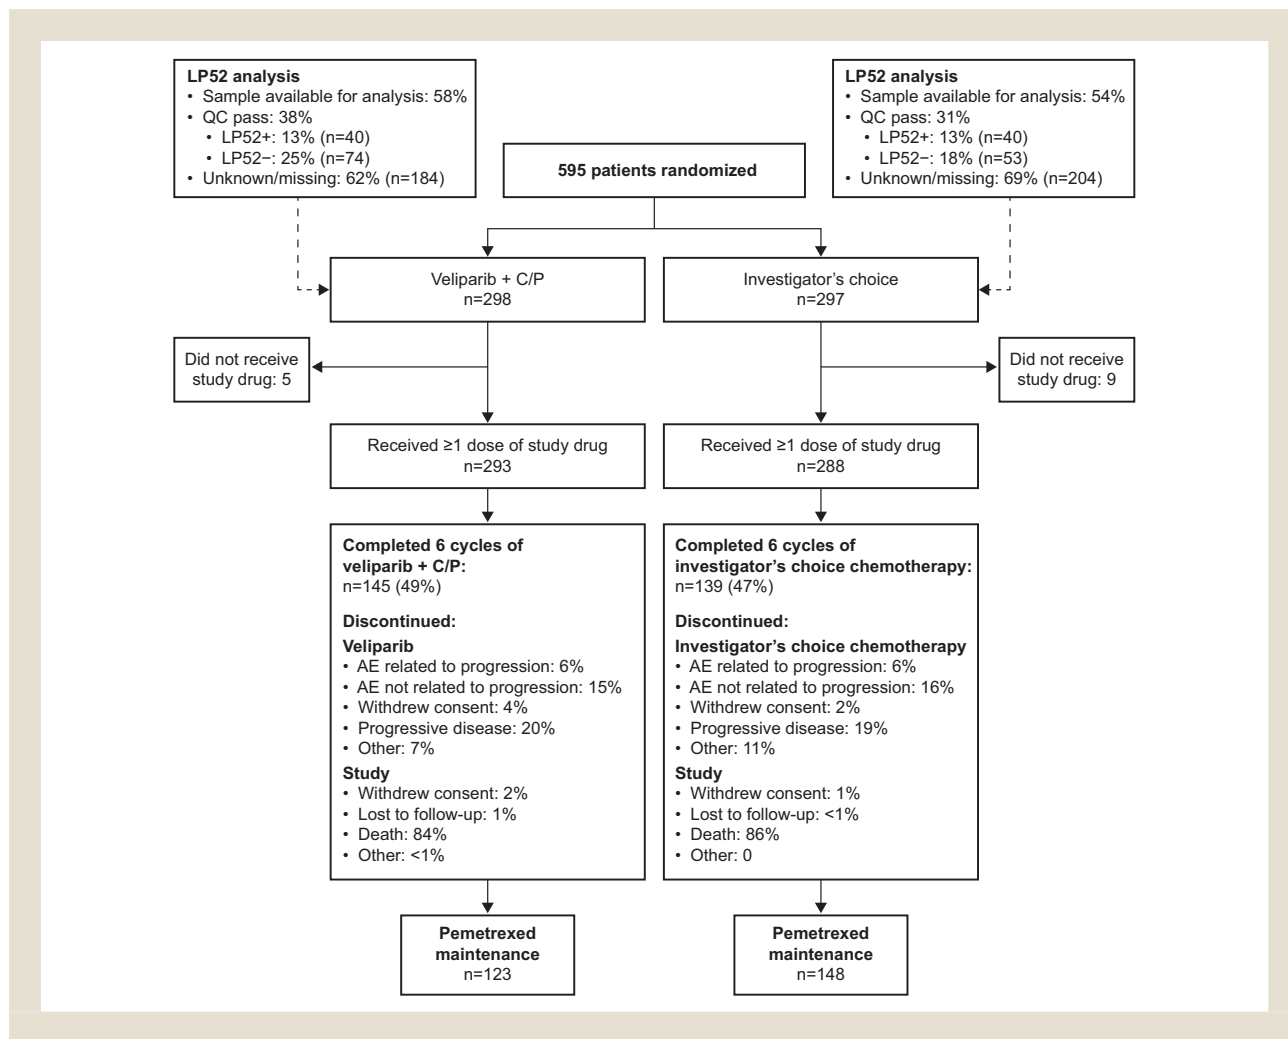 LP52 analysis
• Sample available for analysis: 58%
• QC pass: 38%
• LP52+: 13% (n=40)
• LP52−: 25% (n=74)
• Unknown/missing: 62% (n=184)
595 patients randomized
LP52 analysis
• Sample available for analysis: 54%
• QC pass: 31%
• LP52+: 13% (n=40)
• LP52−: 18% (n=53)
• Unknown/missing: 69% (n=204)
Veliparib + C/P
n=298
Investigator’s choice
n=297
Did not receive
study drug: 5
Did not receive
study drug: 9
Received ≥1 dose of study drug
n=293
Received ≥1 dose of study drug
n=288
Completed 6 cycles of
veliparib + C/P:
n=145 (49%)
Discontinued:
Veliparib
• AE related to progression: 6%
• AE not related to progression: 15%
• Withdrew consent: 4%
• Progressive disease: 20%
• Other: 7%
Study
• Withdrew consent: 2%
• Lost to follow-up: 1%
• Death: 84%
• Other: <1%
Completed 6 cycles of
investigator’s choice chemotherapy:
n=139 (47%)
Discontinued:
Investigator’s choice chemotherapy
• AE related to progression: 6%
• AE not related to progression: 16%
• Withdrew consent: 2%
• Progressive disease: 19%
• Other: 11%
Study
• Withdrew consent: 1%
• Lost to follow-up: <1%
• Death: 86%
• Other: 0
Pemetrexed
maintenance
n=123
Pemetrexed
maintenance
n=148